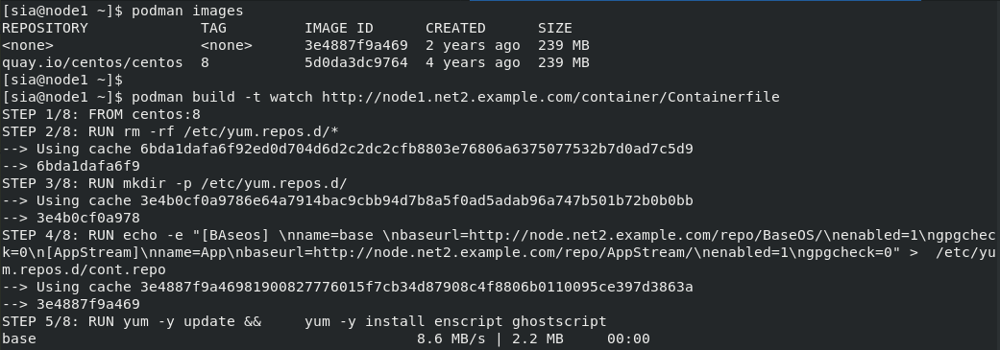 [sia@node1 ~]$ podman images
REPOSITORY             TAG         IMAGE ID      CREATED      SIZE
<none>                 <none>      3e4887f9a469  2 years ago  239 MB
quay.io/centos/centos  8           5d0da3dc9764  4 years ago  239 MB
[sia@node1 ~]$
[sia@node1 ~]$ podman build -t watch http://node1.net2.example.com/container/Containerfile
STEP 1/8: FROM centos:8
STEP 2/8: RUN rm -rf /etc/yum.repos.d/*
--> Using cache 6bda1dafa6f92ed0d704d6d2c2dc2cfb8803e76806a6375077532b7d0ad7c5d9
--> 6bda1dafa6f9
STEP 3/8: RUN mkdir -p /etc/yum.repos.d/
--> Using cache 3e4b0cf0a9786e64a7914bac9cbb94d7b8a5f0ad5adab96a747b501b72b0b0bb
--> 3e4b0cf0a978
STEP 4/8: RUN echo -e "[BAseos] \nname=base \nbaseurl=http://node.net2.example.com/repo/BaseOS/\nenabled=1\ngpgchec
k=0\n[AppStream]\nname=App\nbaseurl=http://node.net2.example.com/repo/AppStream/\nenabled=1\ngpgcheck=0" >  /etc/yu
m.repos.d/cont.repo
--> Using cache 3e4887f9a46981900827776015f7cb34d87908c4f8806b0110095ce397d3863a
--> 3e4887f9a469
STEP 5/8: RUN yum -y update &&     yum -y install enscript ghostscript
base                                            8.6 MB/s | 2.2 MB     00:00